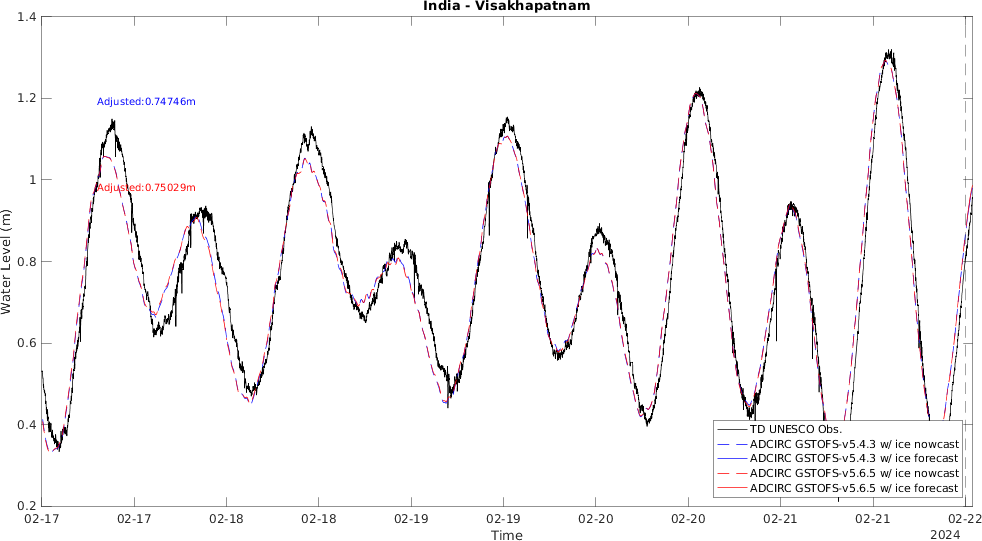 India - Visakhapatnam
1.4
1.2
1
0.8
0.6
0.4
0.2
Water Level (m)
Adjusted:0.74746m
Adjusted:0.75029m
TD UNESCO Obs.
ADCIRC GSTOFS-v5.4.3 w/ ice nowcast
ADCIRC GSTOFS-v5.4.3 w/ ice forecast
ADCIRC GSTOFS-v5.6.5 w/ ice nowcast
ADCIRC GSTOFS-v5.6.5 w/ ice forecast
02-17 02-17 02-18 02-18 02-19 02-19 02-20 02-20 02-21 02-21 02-22
Time
2024